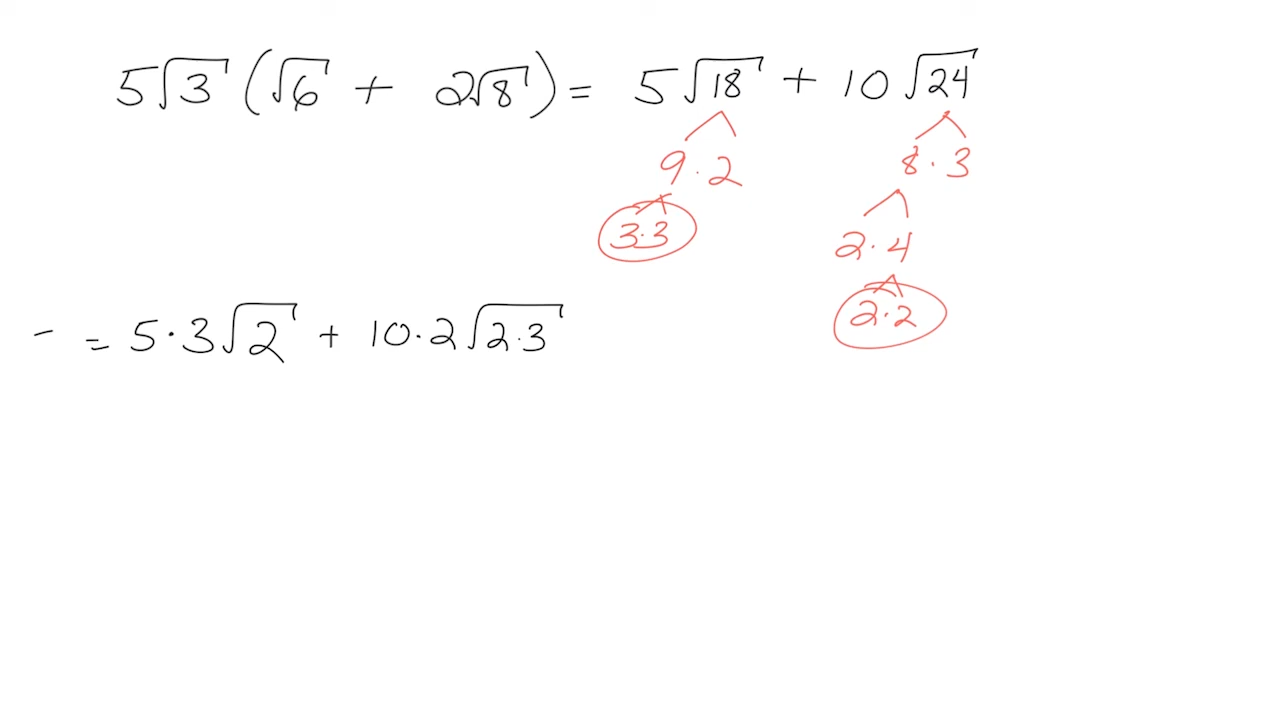 5√3 (√6 + 2√8) = 5√18 + 10√24
9·2 8·3
3·3 2·4
2·2
= 5·3√2 + 10·2√2·3